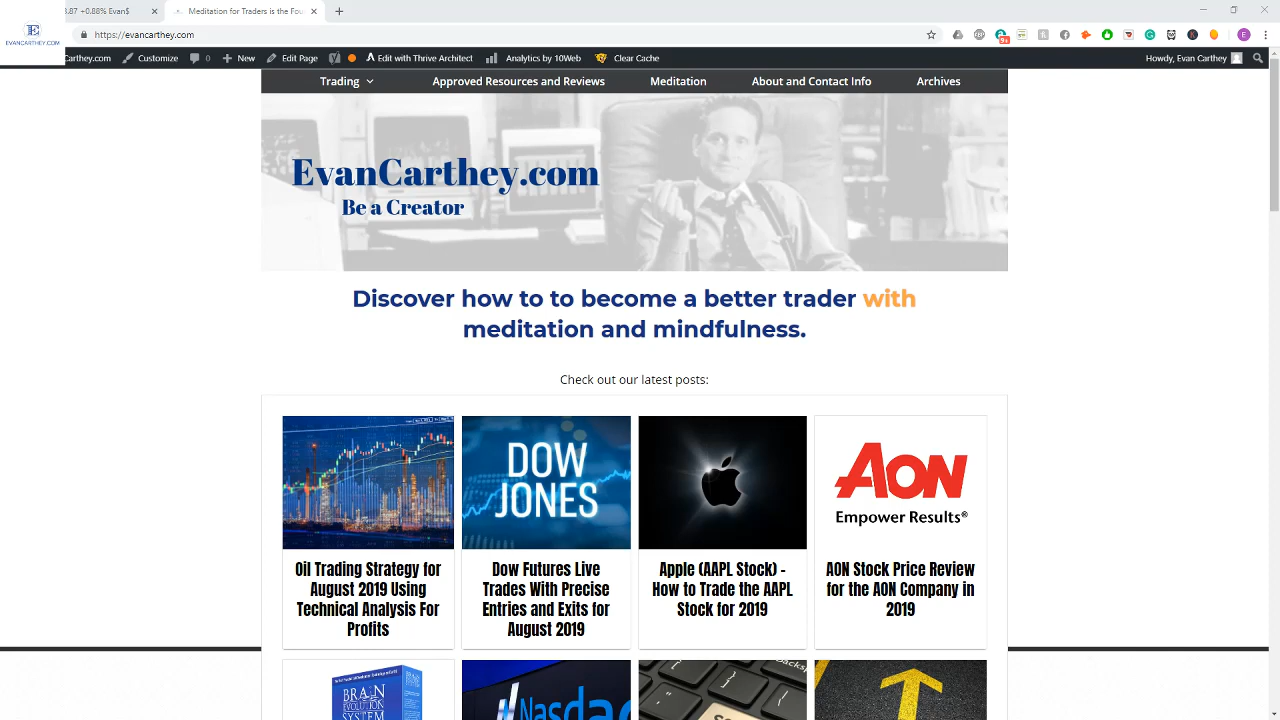 EVANCARTHEY.COM
3.87 +0.88% Evan$
Meditation for Traders is the Fou
https://evancarthey.com
9+
Carthey.com
Customize
0
New
Edit Page
Edit with Thrive Architect
Analytics by 10Web
Clear Cache
Howdy, Evan Carthey
Trading
Approved Resources and Reviews
Meditation
About and Contact Info
Archives
EvanCarthey.com
Be a Creator
Discover how to to become a better trader with
meditation and mindfulness.
Check out our latest posts:
DOW
JONES
AON
Empower Results®
Oil Trading Strategy for
August 2019 Using
Technical Analysis For
Profits
Dow Futures Live
Trades With Precise
Entries and Exits for
August 2019
Apple (AAPL Stock) -
How to Trade the AAPL
Stock for 2019
AON Stock Price Review
for the AON Company in
2019
BRAIN
EVOLUTION
SYSTEM
Nasdaq
Backsp